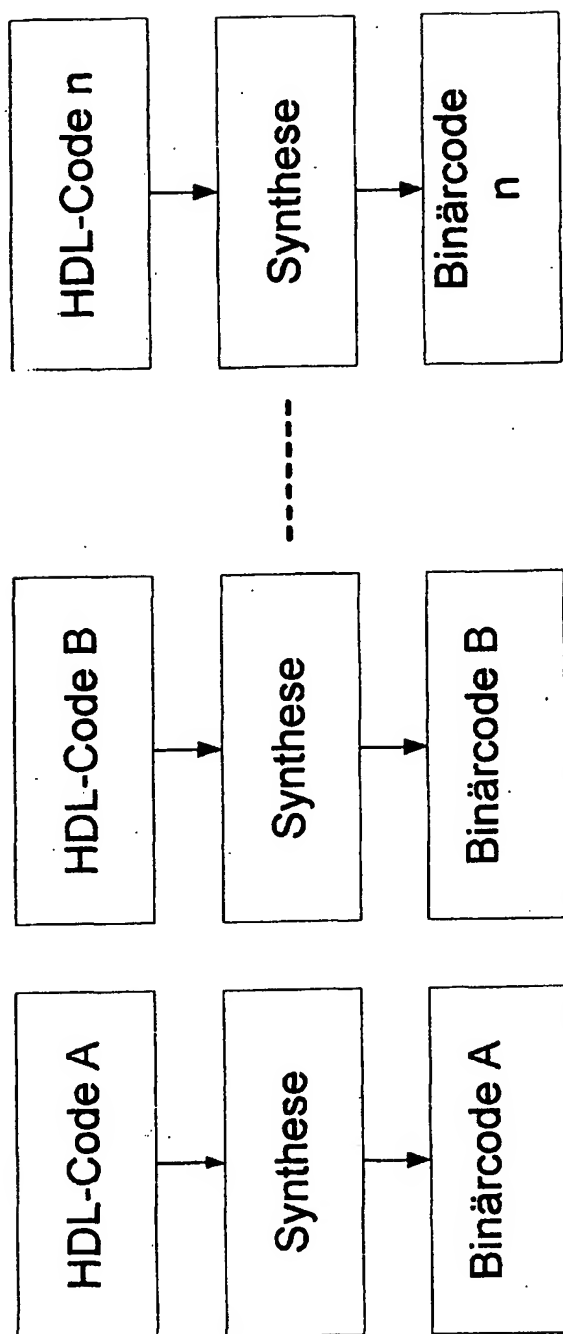 HDL-Code A
Synthese
Binärcode A
HDL-Code B
Synthese
Binärcode B
HDL-Code n
Synthese
Binärcode
n